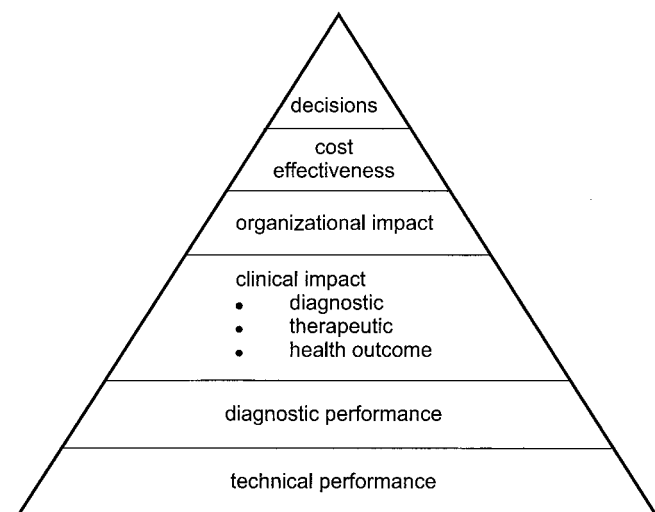 decisions
cost
effectiveness
organizational impact
clinical impact
• diagnostic
• therapeutic
• health outcome
diagnostic performance
technical performance